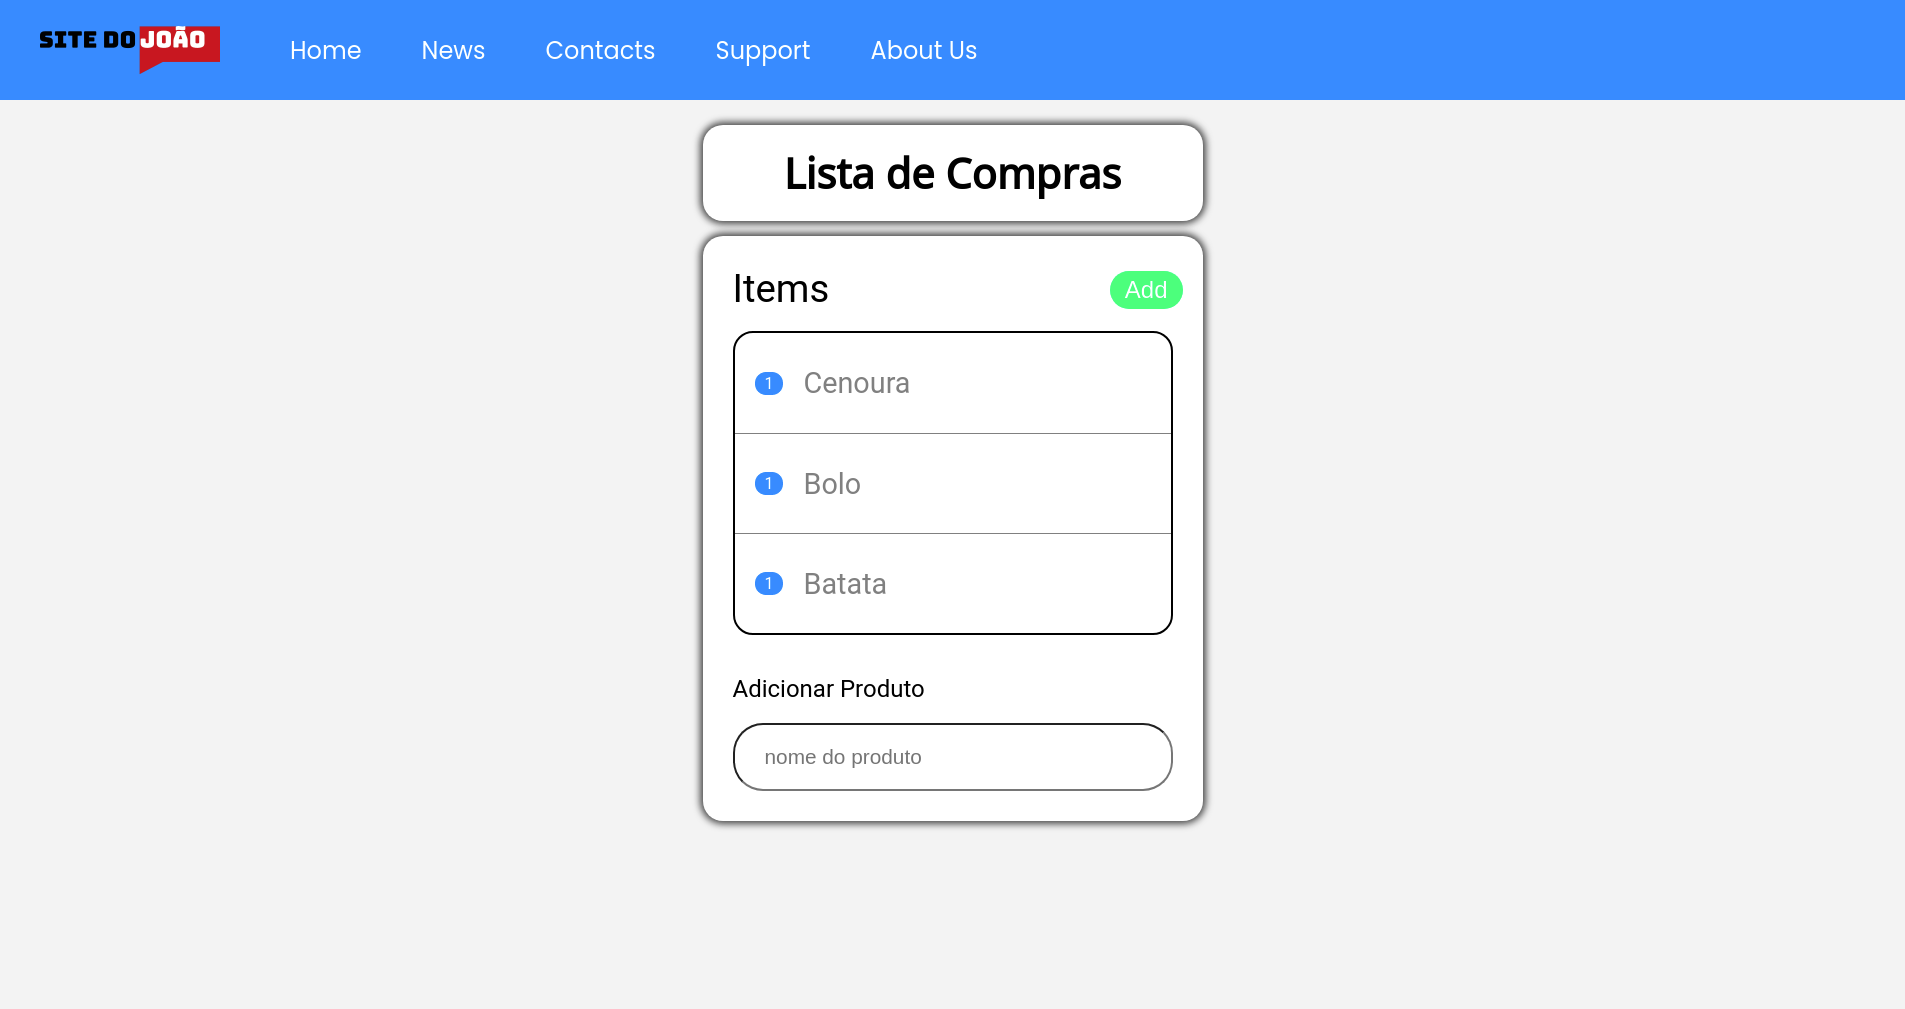 SITE DO JOÃO
Home News Contacts Support About Us
Lista de Compras
Items Add
1 Cenoura
1 Bolo
1 Batata
Adicionar Produto
nome do produto